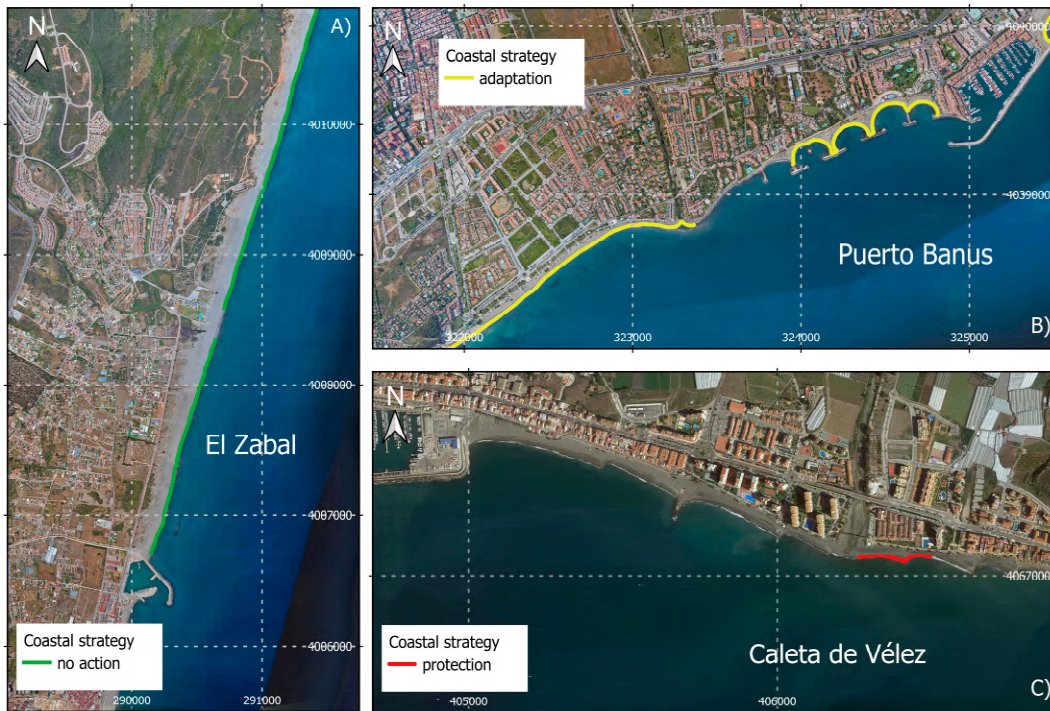 N
A)
4010000
4009000
4008000
El Zabal
4007000
4006000
Coastal strategy
no action
290000
291000
N
Coastal strategy
adaptation
4040000
4039000
Puerto Banus
322000
323000
324000
325000
B)
N
4067000
Coastal strategy
protection
Caleta de Vélez
405000
406000
C)